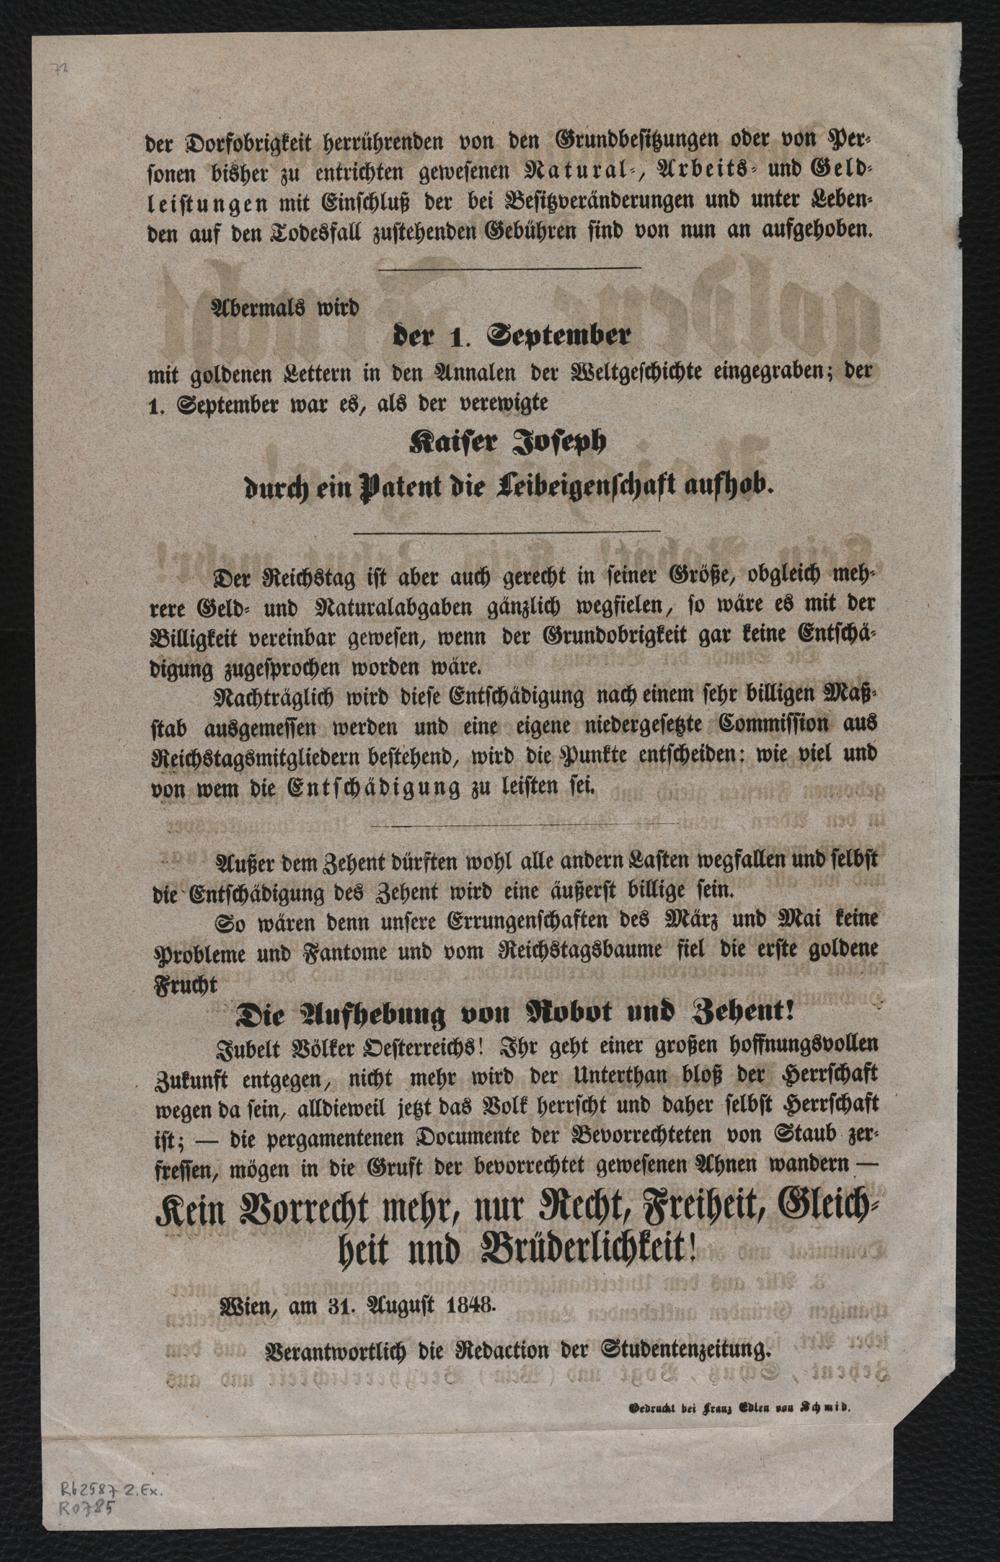 72
der Dorfobrigkeit herrührenden von den Grundbesitzungen oder von Per-
sonen bisher zu entrichten gewesenen Natural-, Arbeits- und Geld-
leistungen mit Einschluß der bei Besitzveränderungen und unter Leben-
den auf den Todesfall zustehenden Gebühren sind von nun an aufgehoben.
Abermals wird
der 1. September
mit goldenen Lettern in den Annalen der Weltgeschichte eingegraben; der
1. September war es, als der verewigte
Kaiser Joseph
durch ein Patent die Leibeigenschaft aufhob.
Der Reichstag ist aber auch gerecht in seiner Größe, obgleich meh-
rere Geld- und Naturalabgaben gänzlich wegfielen, so wäre es mit der
Billigkeit vereinbar gewesen, wenn der Grundobrigkeit gar keine Entschä-
digung zugesprochen worden wäre.
Nachträglich wird diese Entschädigung nach einem sehr billigen Maß-
stab ausgemessen werden und eine eigene niedergesetzte Commission aus
Reichstagsmitgliedern bestehend, wird die Punkte entscheiden: wie viel und
von wem die Entschädigung zu leisten sei.
Außer dem Zehent dürften wohl alle andern Lasten wegfallen und selbst
die Entschädigung des Zehent wird eine äußerst billige sein.
So wären denn unsere Errungenschaften des März und Mai keine
Probleme und Fantome und vom Reichstagsbaume fiel die erste goldene
Frucht
Die Aufhebung von Robot und Zehent!
Jubelt Völker Oesterreichs! Ihr geht einer großen hoffnungsvollen
Zukunft entgegen, nicht mehr wird der Unterthan bloß der Herrschaft
wegen da sein, alldieweil jetzt das Volk herrscht und daher selbst Herrschaft
ist; — die pergamentenen Documente der Bevorrechteten von Staub zer-
fressen, mögen in die Gruft der bevorrechtet gewesenen Ahnen wandern —
Kein Vorrecht mehr, nur Recht, Freiheit, Gleich-
heit nnd Brüderlichkeit!
Wien, am 31. August 1848.
Verantwortlich die Redaction der Studentenzeitung.
Gedruckt bei Franz Edlen von Schmid.
Rb2587 2.Ex.
R0785